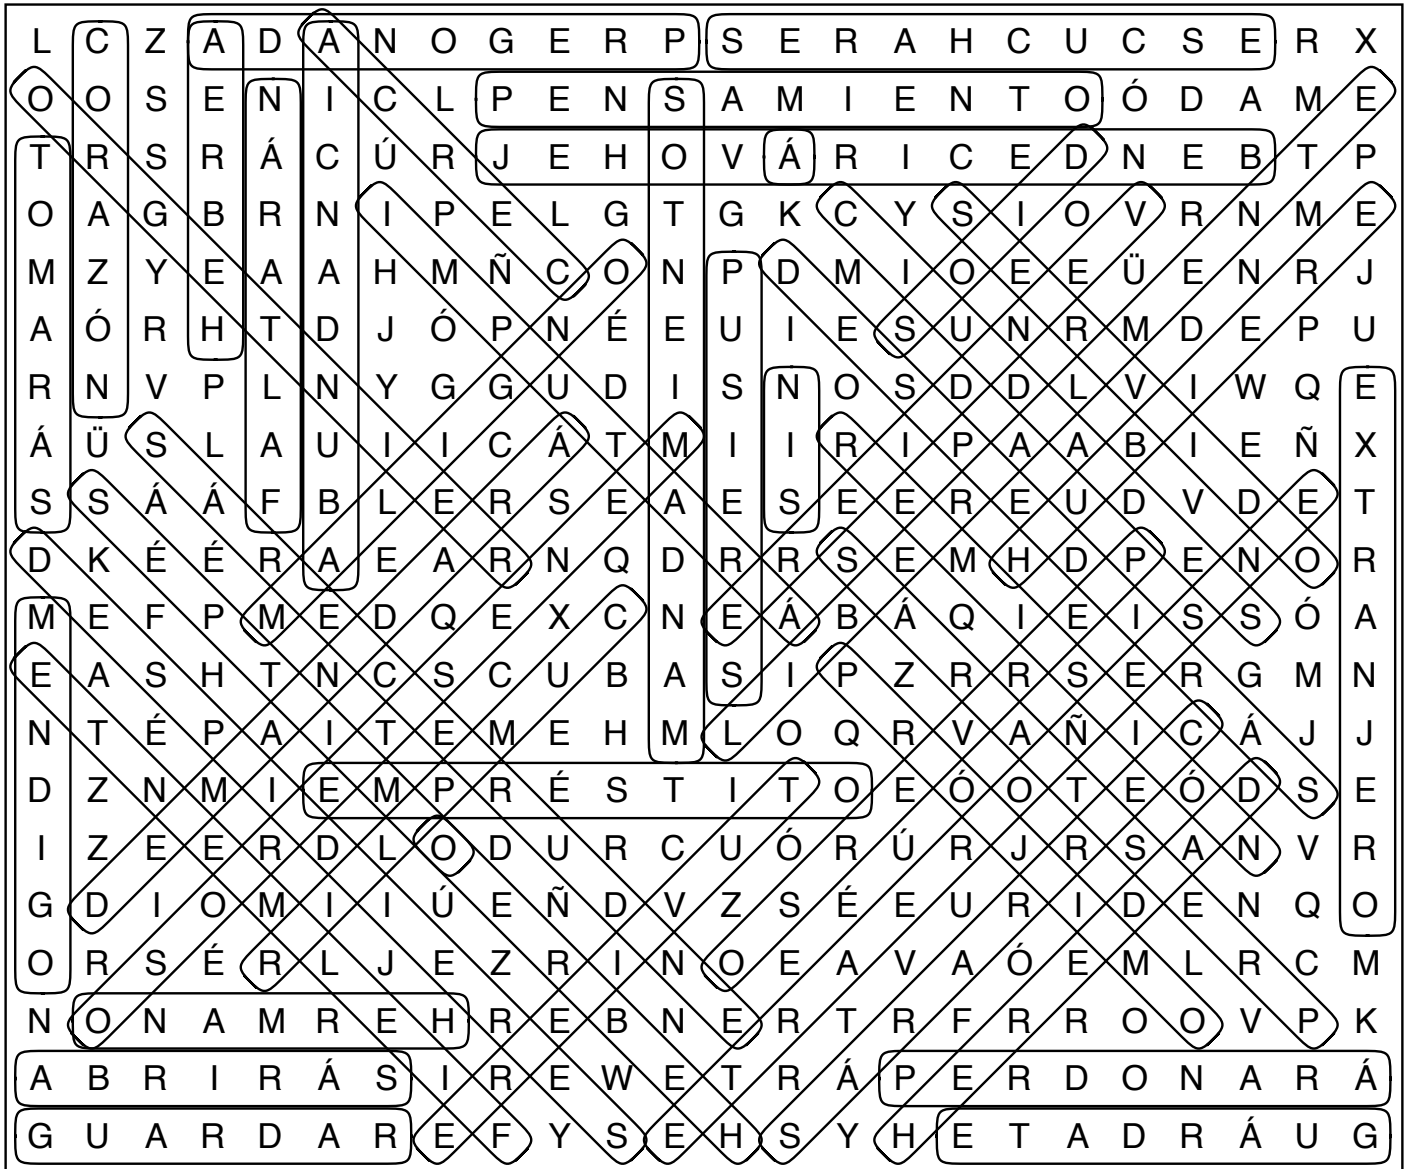 L C Z A D A N O G E R P S E R A H C U C S E R X
O O S E N I C L P E N S A M I E N T O Ó D A M E
T R S R Á C Ú R J E H O V Á R I C E D N E B T P
O A G B R N I P E L G T G K C Y S I O V R N M E
M Z Y E A A H M Ñ C O N P D M I O E E Ü E N R J
A Ó R H T D J Ó P N É E U I E S U N R M D E P U
R N V P L N Y G G U D I S N O S D D L V I W Q E
Á Ü S L A U I I C Á T M I I R I P A A B I E Ñ X
S S Á Á F B L E R S E A E S E E R E U D V D E T
D K É É R A E A R N Q D R R S E M H D P E N O R
M E F P M E D Q E X C N E Á B Á Q I E I S S Ó A
E A S H T N C S C U B A S I P Z R R S E R G M N
N T É P A I T E M E H M L O Q R V A Ñ I C Á J J
D Z N M I E M P R É S T I T O E Ó O T E Ó D S E
I Z E E R D L O D U R C U Ó R Ú R J R S A N V R
G D I O M I I Ú E Ñ D V Z S É E U R I D E N Q O
O R S É R L J E Z R I N O E A V A Ó E M L R C M
N O N A M R E H R E B N E R T R F R R O O V P K
A B R I R Á S I R E W E T R Á P E R D O N A R Á
G U A R D A R E F Y S E H S Y H E T A D R Á U G